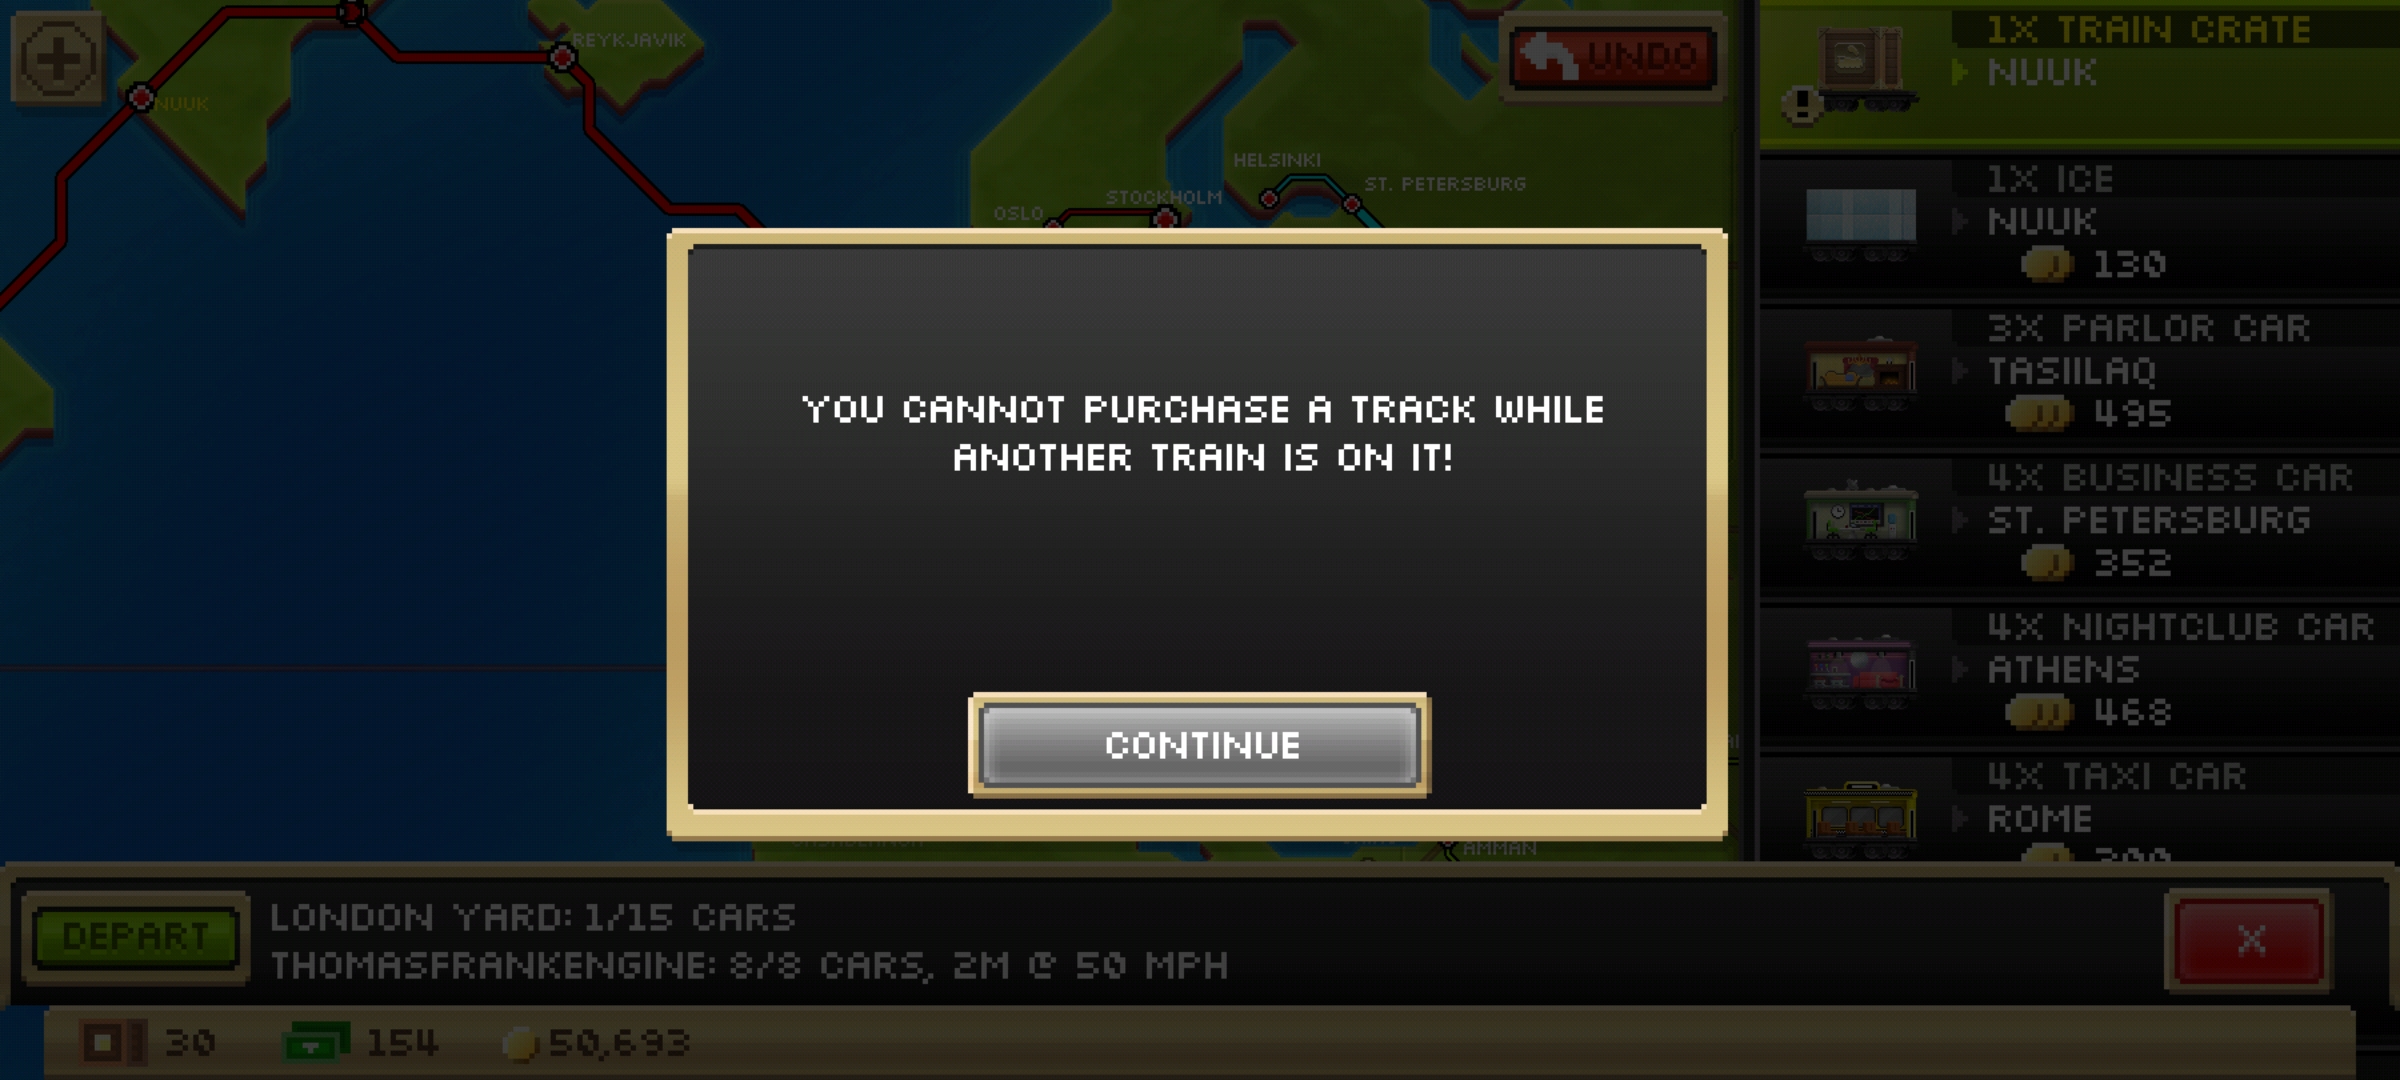 REYKJAVIK
NUUK
HELSINKI
ST. PETERSBURG
STOCKHOLM
OSLO
UNDO
1X TRAIN CRATE
NUUK
1X ICE
NUUK
130
3X PARLOR CAR
TASIILAQ
495
4X BUSINESS CAR
ST. PETERSBURG
352
4X NIGHTCLUB CAR
ATHENS
468
4X TAXI CAR
ROME
YOU CANNOT PURCHASE A TRACK WHILE
ANOTHER TRAIN IS ON IT!
CONTINUE
CASABLANCA
AMMAN
DEPART
LONDON YARD: 1/15 CARS
THOMASFRANKENGINE: 8/8 CARS, 2M @ 50 MPH
X
30
154
50,693